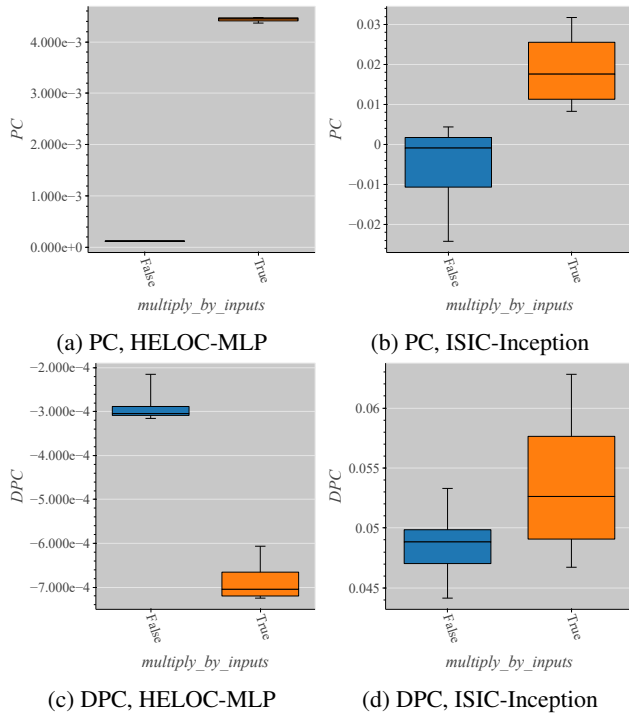 4.000e−3
3.000e−3
2.000e−3
1.000e−3
0.000e+0
PC
False
True
multiply_by_inputs
(a) PC, HELOC-MLP
0.03
0.02
0.01
0
−0.01
−0.02
PC
False
True
multiply_by_inputs
(b) PC, ISIC-Inception
−2.000e−4
−3.000e−4
−4.000e−4
−5.000e−4
−6.000e−4
−7.000e−4
DPC
False
True
multiply_by_inputs
(c) DPC, HELOC-MLP
0.06
0.055
0.05
0.045
DPC
False
True
multiply_by_inputs
(d) DPC, ISIC-Inception